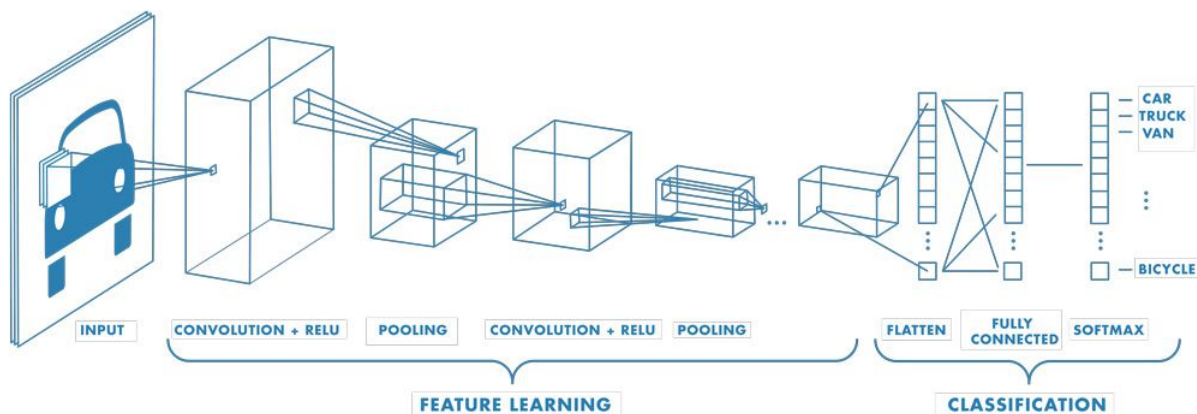 CAR
TRUCK
VAN
BICYCLE
INPUT
CONVOLUTION + RELU
POOLING
CONVOLUTION + RELU
POOLING
FLATTEN
FULLY
CONNECTED
SOFTMAX
FEATURE LEARNING
CLASSIFICATION